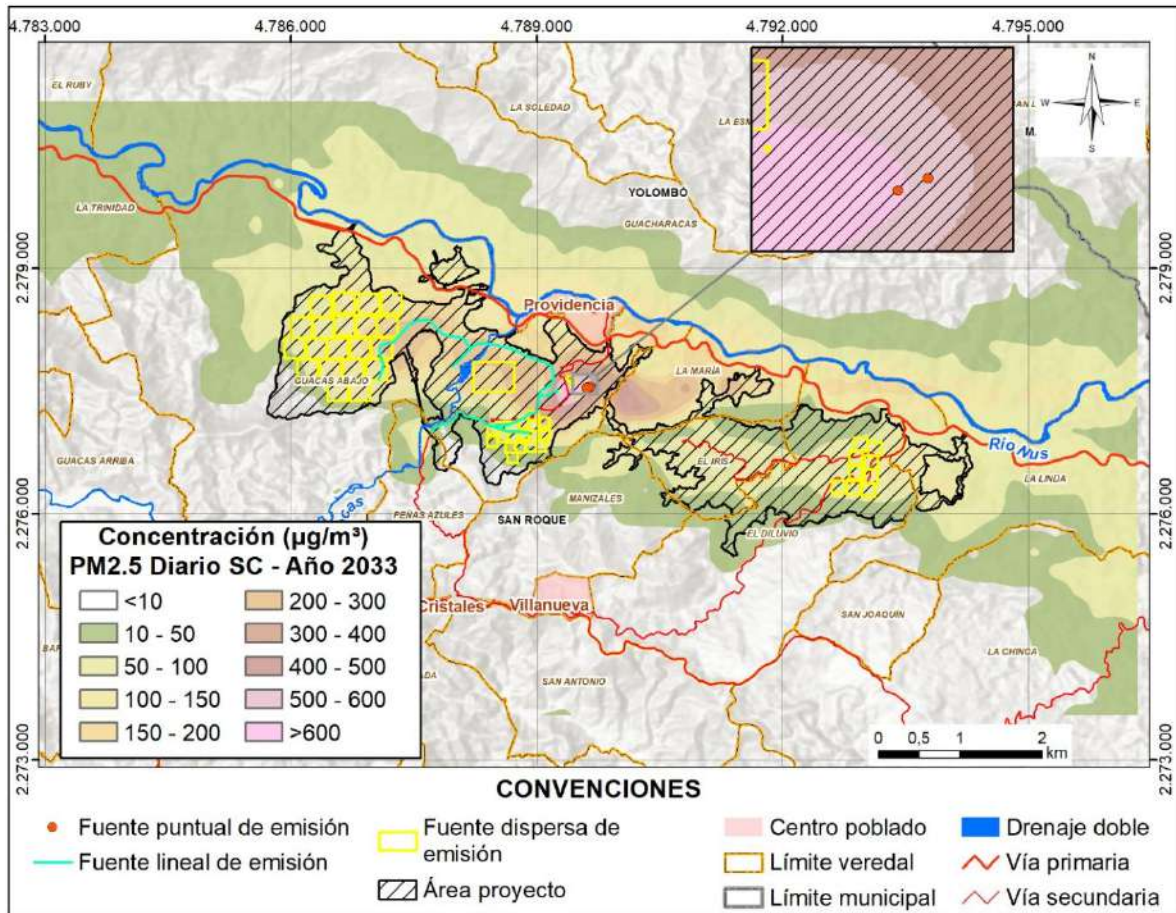 4.783.000 4.786.000 4.789.000 4.792.000 4.795.000
EL RUBY
LA SOLEDAD
N
W E
S
M.
LA TRINIDAD
YOLOMBÓ
GUACHARACAS
2.279.000 2.279.000
Providencia
LA MARÍA
GUACAS ABAJO
Río Nus
GUACAS ARRIBA
EL IRIS
LA LINDA
MANIZALES
2.276.000 2.276.000
PEÑAS AZULES
SAN ROQUE
EL DILUVIO
Concentración (µg/m³)
PM2.5 Diario SC - Año 2033
<10
10 - 50
50 - 100
100 - 150
150 - 200
200 - 300
300 - 400
400 - 500
500 - 600
>600
Cristales
Villanueva
SAN JOAQUÍN
LA CHINCA
SAN ANTONIO
0 0,5 1 2
km
2.273.000 2.273.000
CONVENCIONES
Fuente puntual de emisión
Fuente lineal de emisión
Fuente dispersa de
emisión
Área proyecto
Centro poblado
Límite veredal
Límite municipal
Drenaje doble
Vía primaria
Vía secundaria